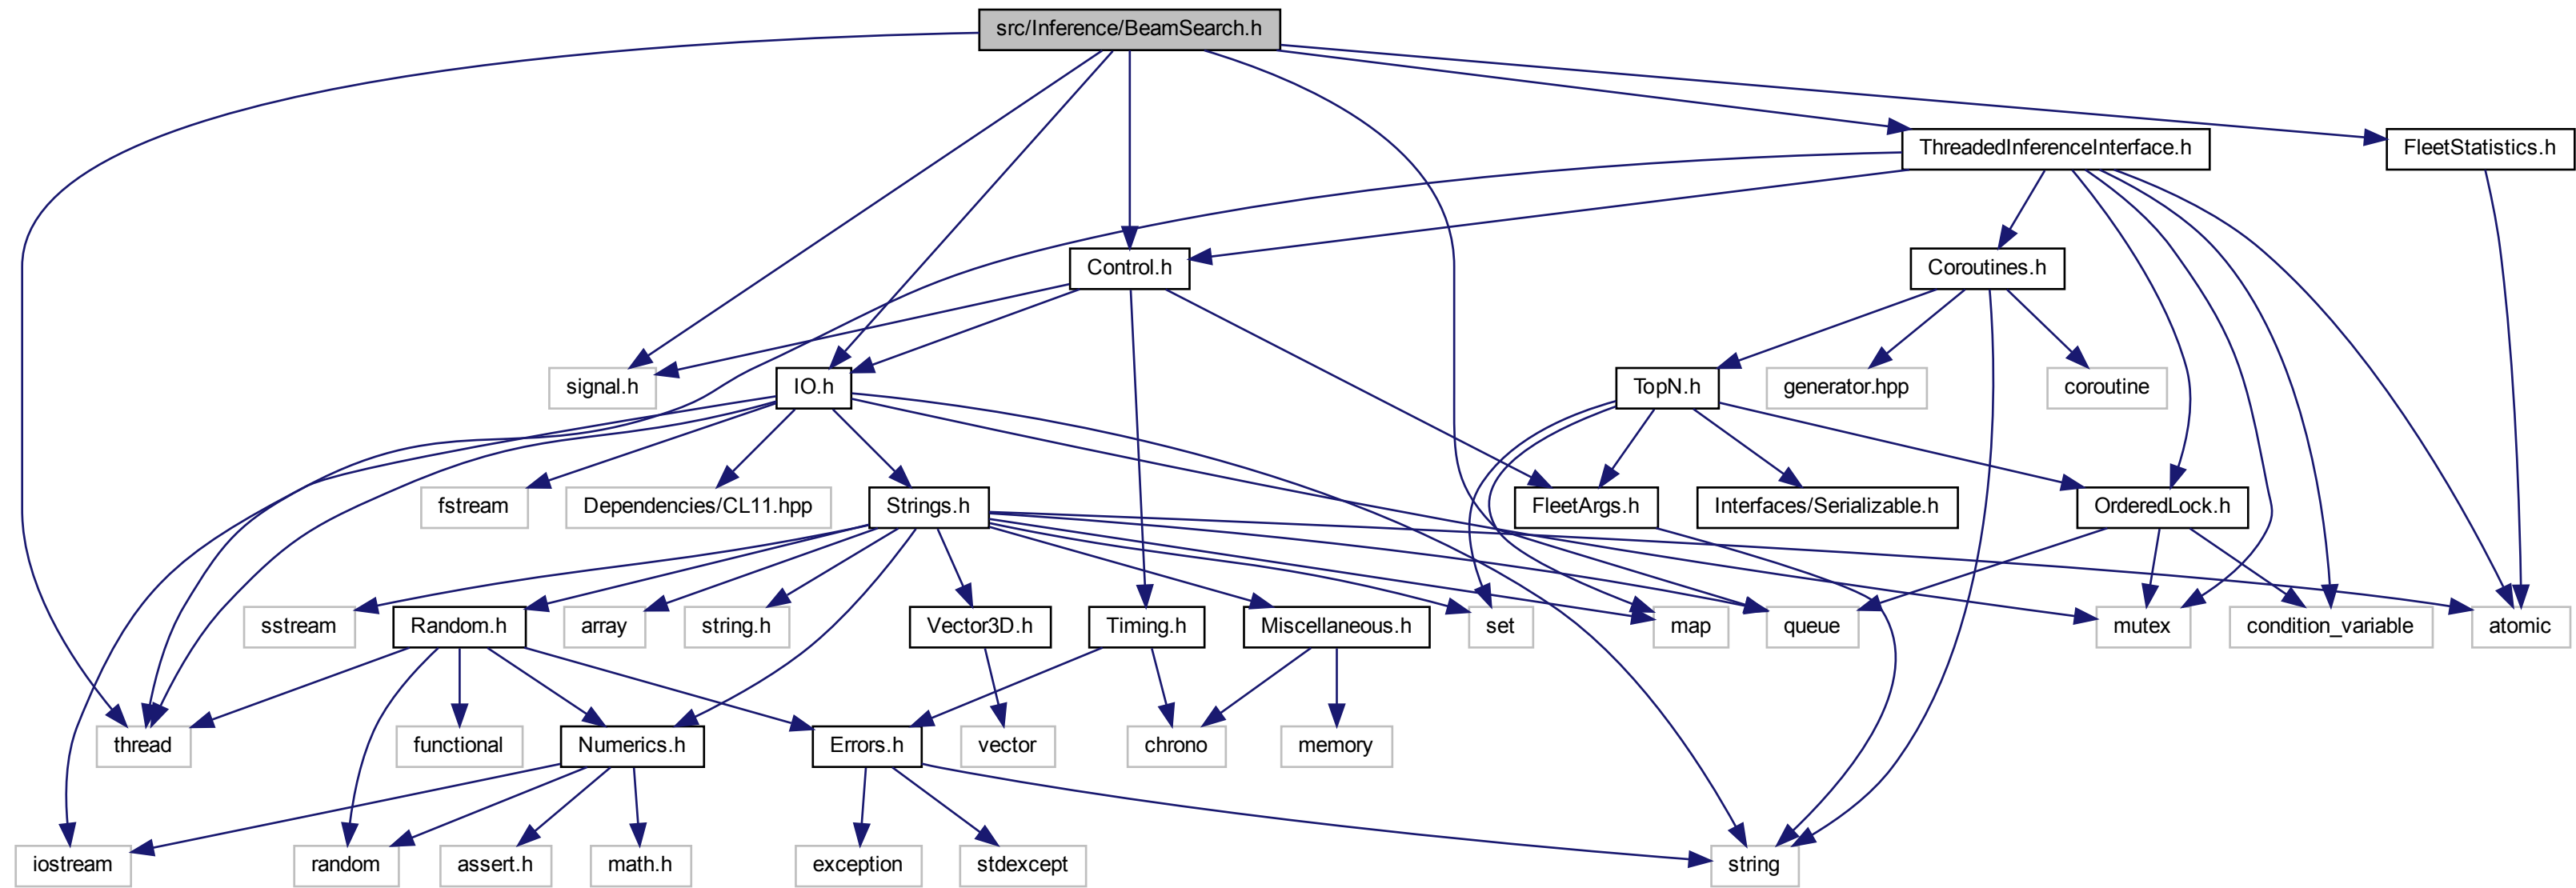 src/Inference/BeamSearch.h
ThreadedInferenceInterface.h
FleetStatistics.h
Control.h
Coroutines.h
signal.h
IO.h
TopN.h
generator.hpp
coroutine
fstream
Dependencies/CL11.hpp
Strings.h
FleetArgs.h
Interfaces/Serializable.h
OrderedLock.h
sstream
Random.h
array
string.h
Vector3D.h
Timing.h
Miscellaneous.h
set
map
queue
mutex
condition_variable
atomic
thread
functional
Numerics.h
Errors.h
vector
chrono
memory
iostream
random
assert.h
math.h
exception
stdexcept
string